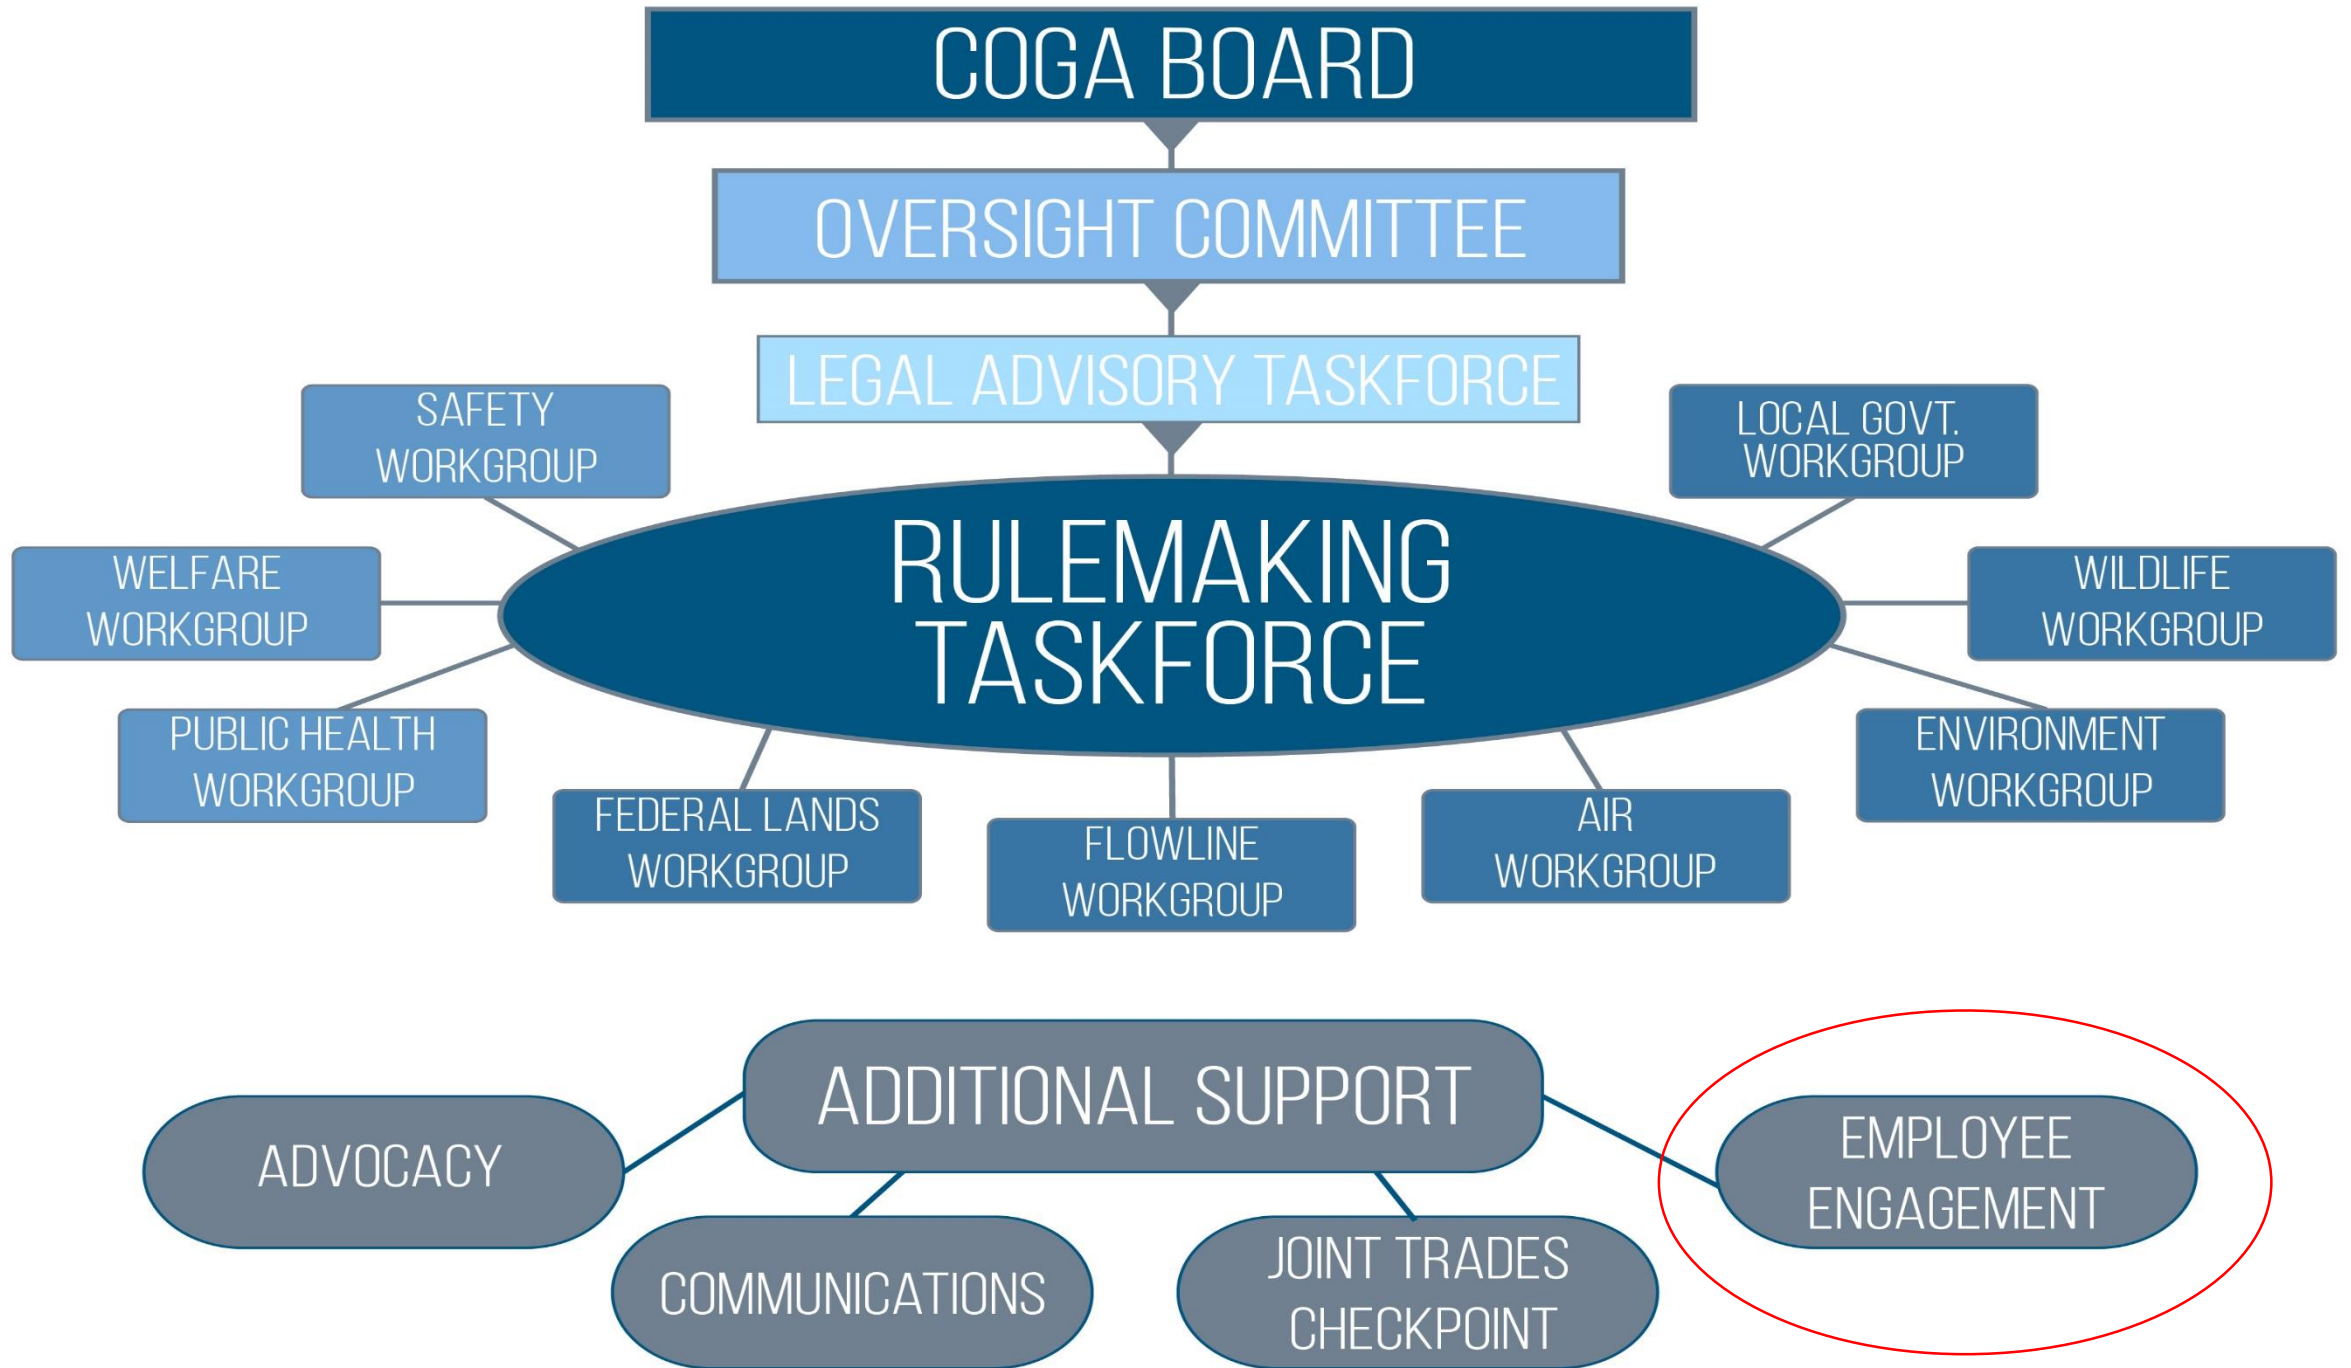 COGA BOARD
OVERSIGHT COMMITTEE
LEGAL ADVISORY TASKFORCE
SAFETY
WORKGROUP
LOCAL GOVT.
WORKGROUP
RULEMAKING
TASKFORCE
WELFARE
WORKGROUP
WILDLIFE
WORKGROUP
PUBLIC HEALTH
WORKGROUP
ENVIRONMENT
WORKGROUP
FEDERAL LANDS
WORKGROUP
FLOWLINE
WORKGROUP
AIR
WORKGROUP
ADDITIONAL SUPPORT
ADVOCACY
COMMUNICATIONS
JOINT TRADES
CHECKPOINT
EMPLOYEE
ENGAGEMENT